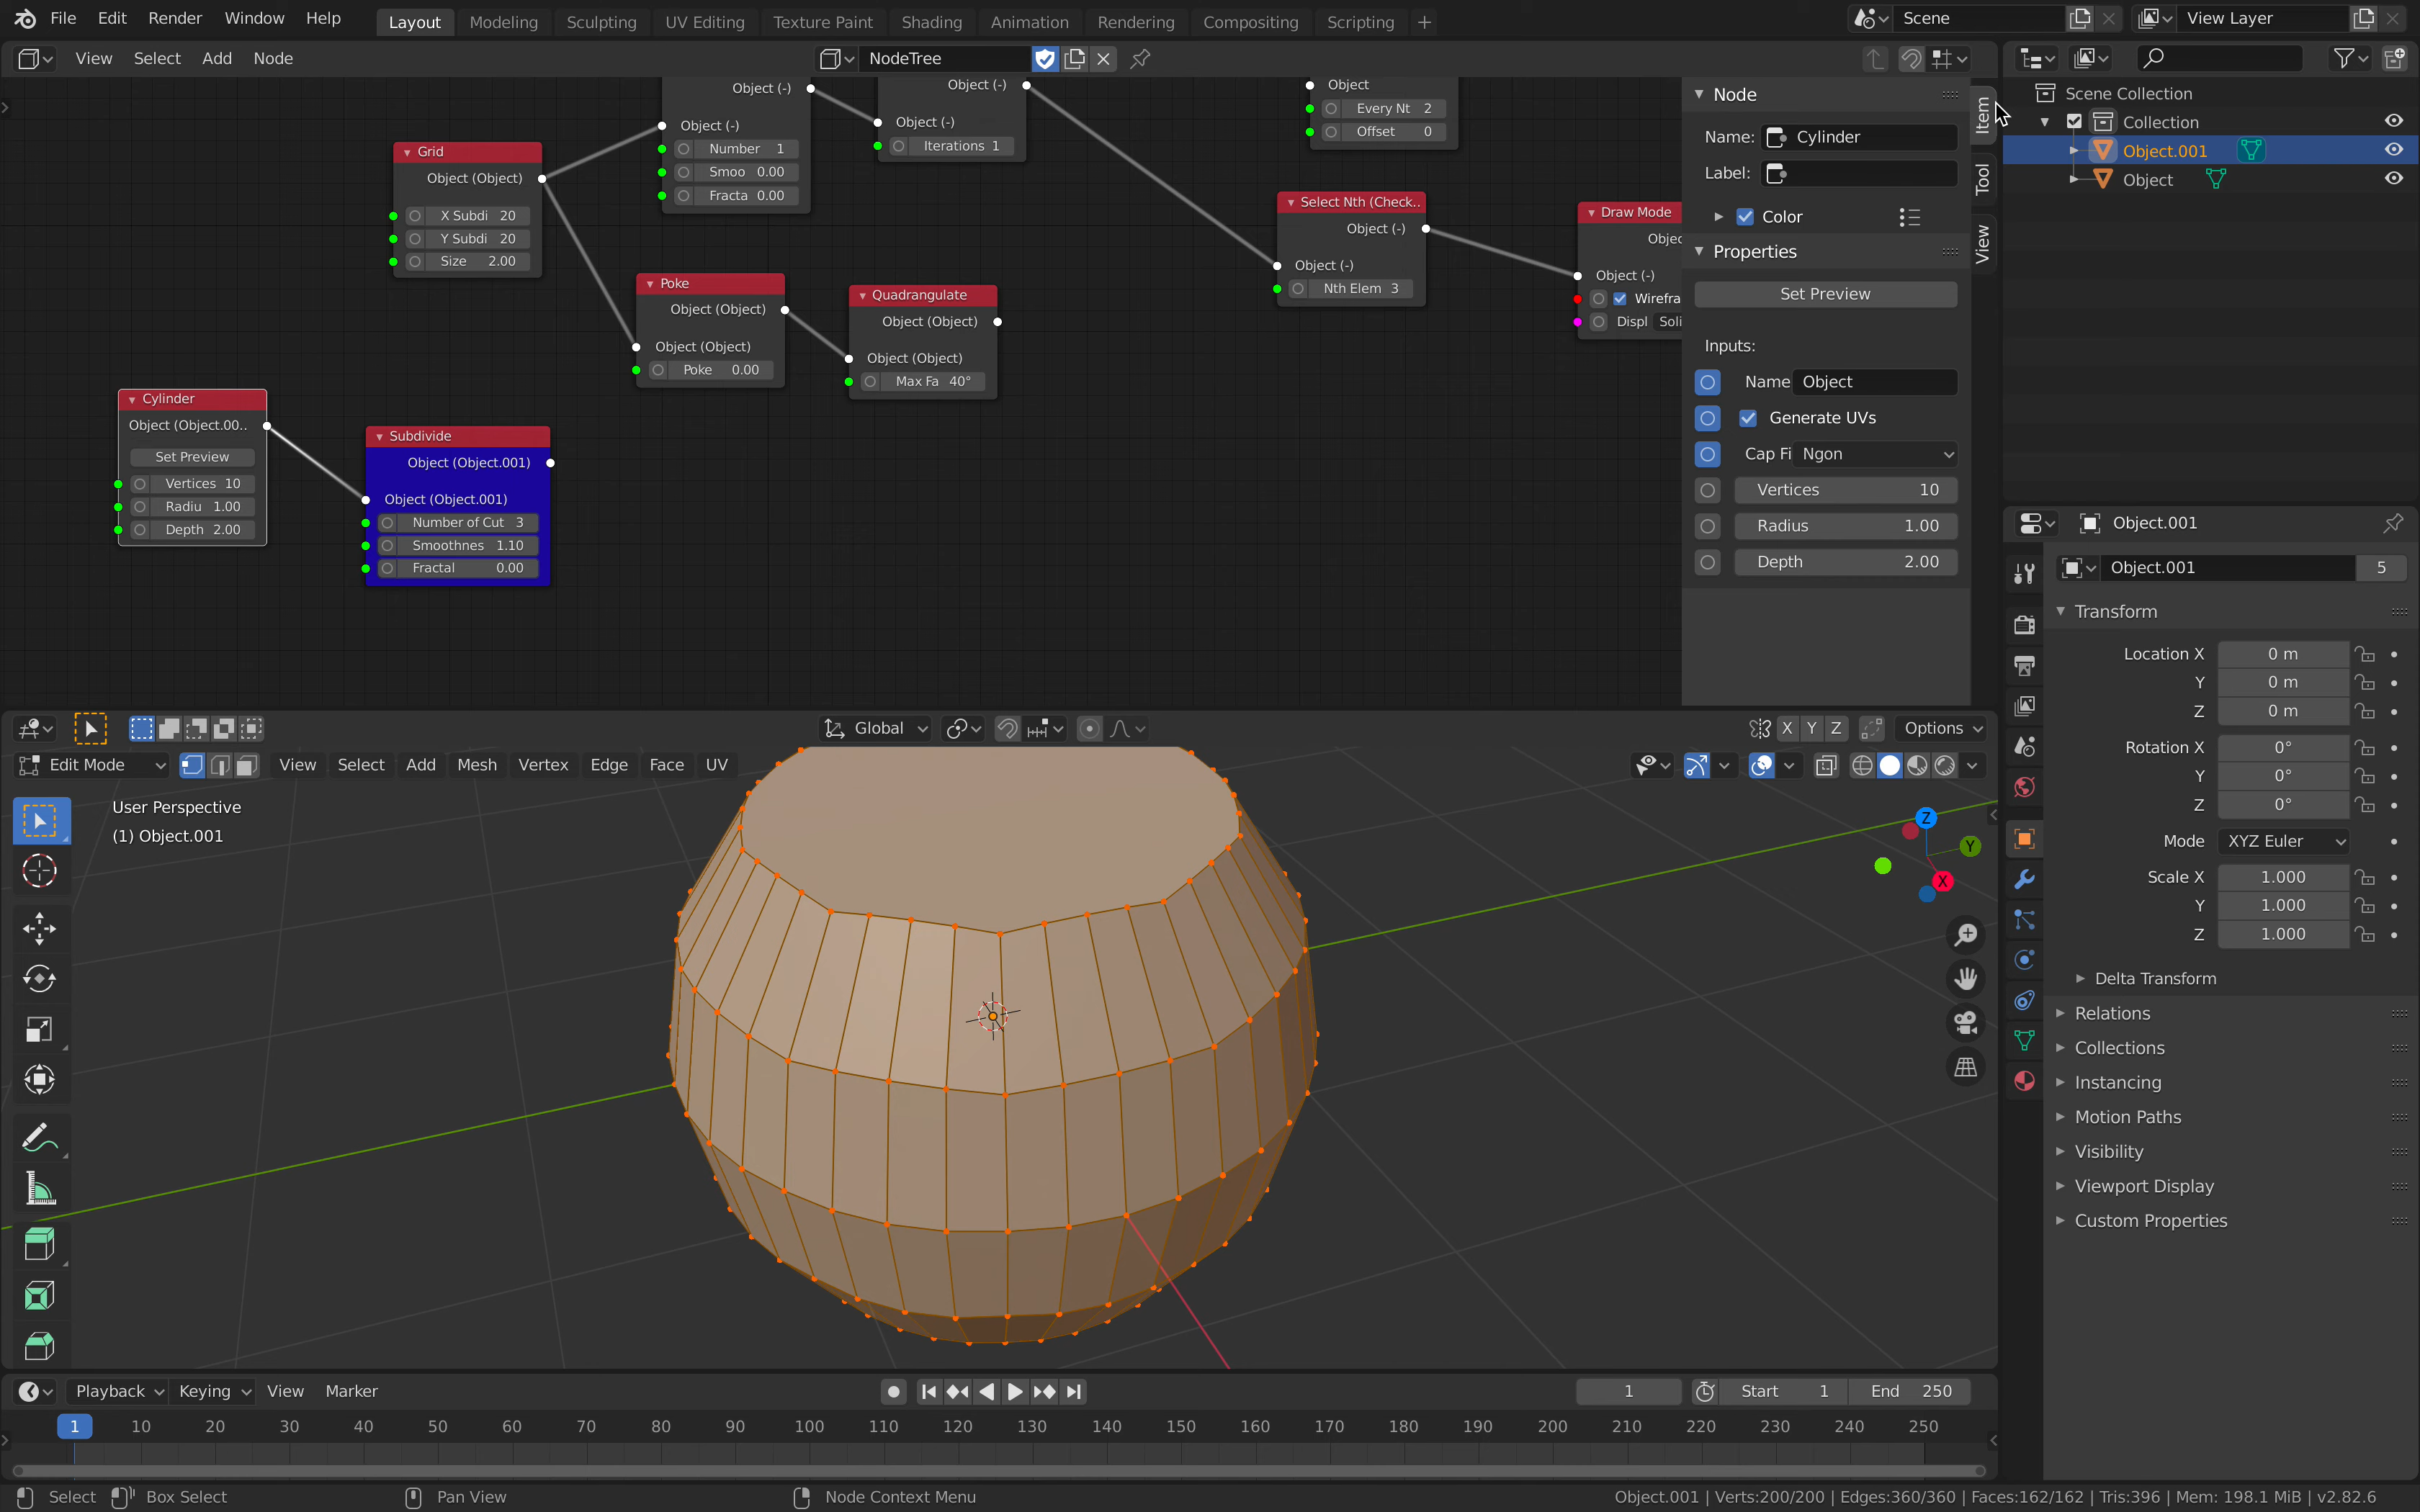 File Edit Render Window Help Layout Modeling Sculpting UV Editing Texture Paint Shading Animation Rendering Compositing Scripting + Scene View Layer
View Select Add Node NodeTree
Object (-)
Object (-)
Number 1
Smoo 0.00
Fracta 0.00
Object (-)
Object (-)
Iterations 1
Object
Every Nt 2
Offset 0
Grid
Object (Object)
X Subdi 20
Y Subdi 20
Size 2.00
Poke
Object (Object)
Object (Object)
Poke 0.00
Quadrangulate
Object (Object)
Object (Object)
Max Fa 40°
Select Nth (Check..
Object (-)
Object (-)
Nth Elem 3
Draw Mode
Objec
Object (-)
Wirefra
Displ Soli
Cylinder
Object (Object.00..
Set Preview
Vertices 10
Radiu 1.00
Depth 2.00
Subdivide
Object (Object.001)
Object (Object.001)
Number of Cut 3
Smoothnes 1.10
Fractal 0.00
Node
Name: Cylinder
Label:
Color
Properties
Set Preview
Inputs:
Name Object
Generate UVs
Cap Fi Ngon
Vertices 10
Radius 1.00
Depth 2.00
Item
Tool
View
Scene Collection
Collection
Object.001
Object
Object.001
Object.001 5
Transform
Location X 0 m
Y 0 m
Z 0 m
Rotation X 0°
Y 0°
Z 0°
Mode XYZ Euler
Scale X 1.000
Y 1.000
Z 1.000
Delta Transform
Relations
Collections
Instancing
Motion Paths
Visibility
Viewport Display
Custom Properties
Global X Y Z Options
Edit Mode View Select Add Mesh Vertex Edge Face UV
User Perspective
(1) Object.001
Z
Y
X
Playback Keying View Marker 1 Start 1 End 250
1 10 20 30 40 50 60 70 80 90 100 110 120 130 140 150 160 170 180 190 200 210 220 230 240 250
Select Box Select Pan View Node Context Menu Object.001 | Verts:200/200 | Edges:360/360 | Faces:162/162 | Tris:396 | Mem: 198.1 MiB | v2.82.6